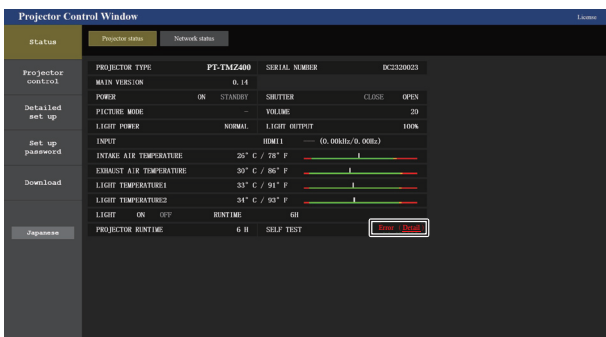 Projector Control Window
License
Status
Projector status
Network status
Projector control
Detailed set up
Set up password
Download
Japanese
PROJECTOR TYPE PT-TMZ400 SERIAL NUMBER DC2320023
MAIN VERSION 0.14
POWER ON STANDBY SHUTTER CLOSE OPEN
PICTURE MODE - VOLUME 20
LIGHT POWER NORMAL LIGHT OUTPUT 100%
INPUT HDMI1 --- (0.00kHz/0.00Hz)
INTAKE AIR TEMPERATURE 26° C / 78° F
EXHAUST AIR TEMPERATURE 30° C / 86° F
LIGHT TEMPERATURE1 33° C / 91° F
LIGHT TEMPERATURE2 34° C / 93° F
LIGHT ON OFF RUNTIME 6H
PROJECTOR RUNTIME 6 H SELF TEST Error Detail